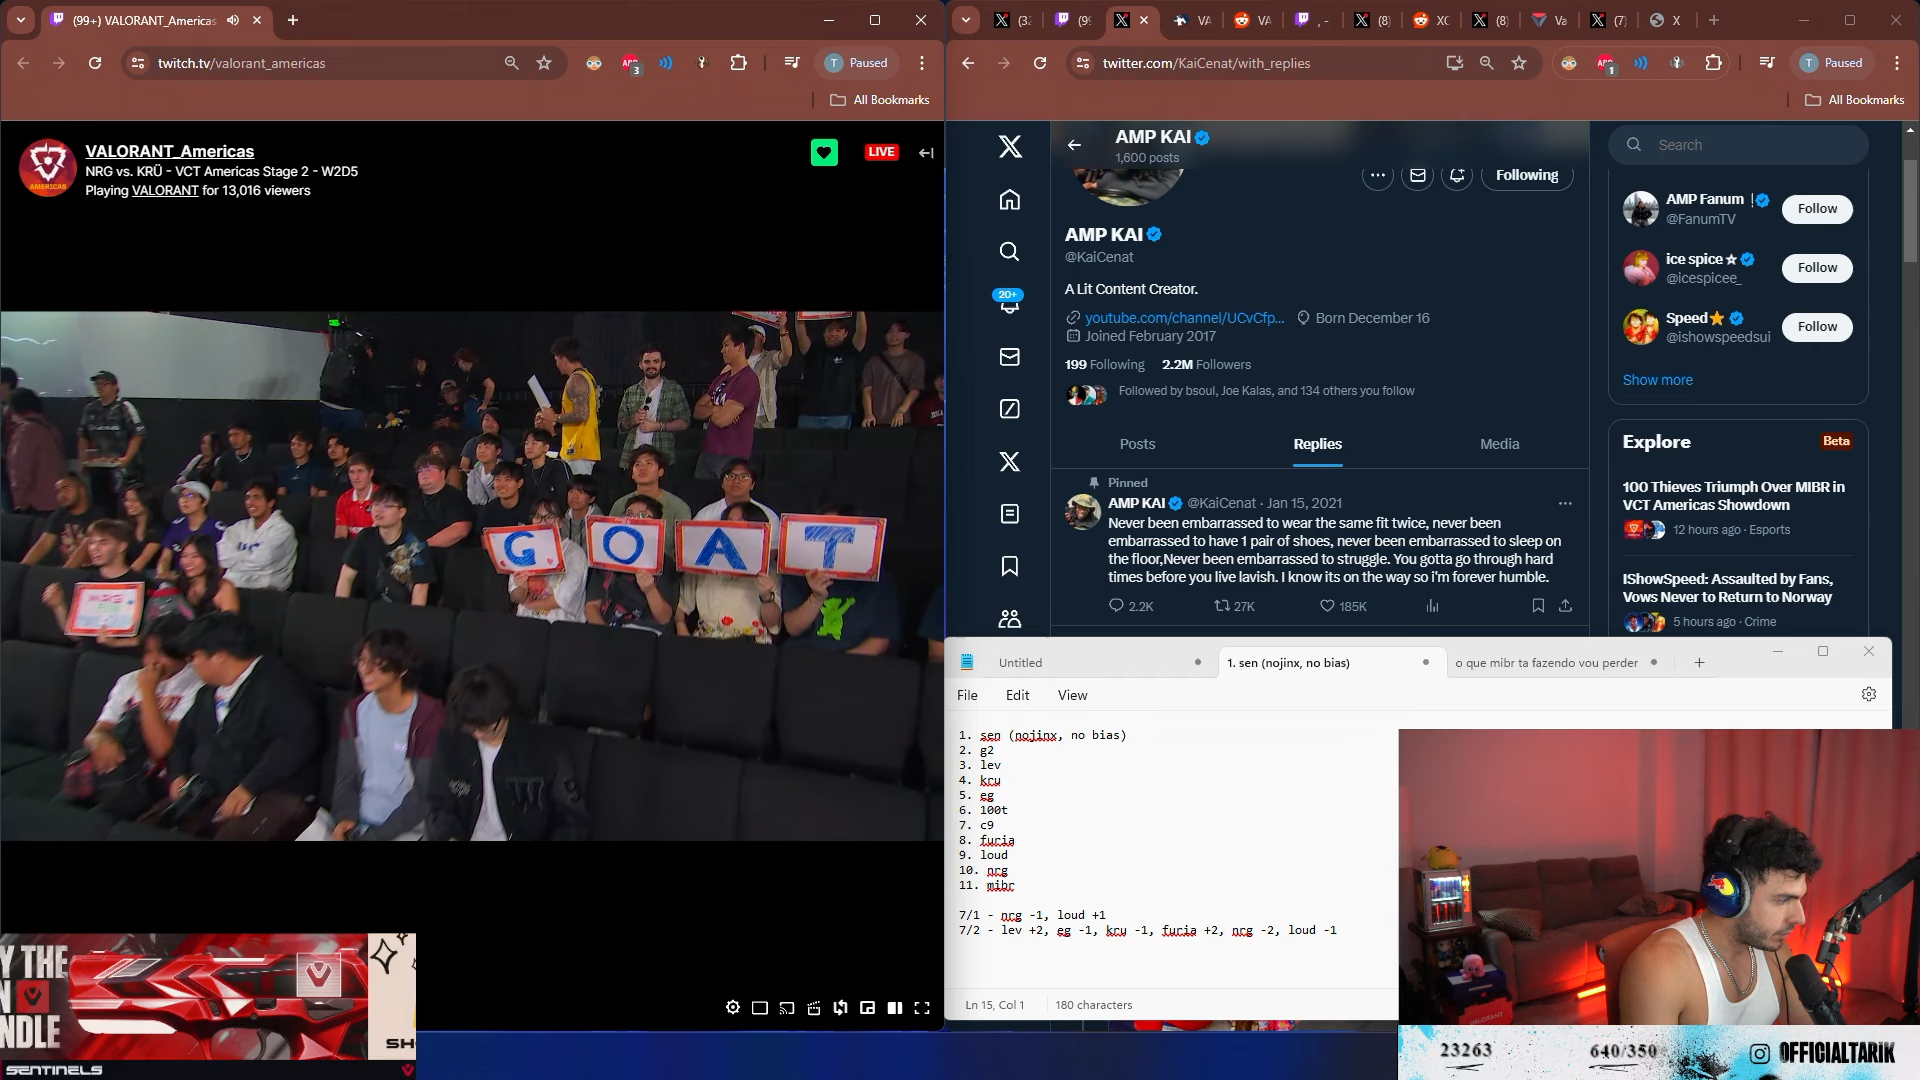 (99+) VALORANT_Americas
twitch.tv/valorant_americas
3
T Paused
All Bookmarks
VALORANT_Americas
NRG vs. KRÜ - VCT Americas Stage 2 - W2D5
Playing VALORANT for 13,016 viewers
LIVE
AMERICAS
G O A T
Y THE
N
NDLE
SH
SENTINELS
(8)
(8)
(7)
twitter.com/KaiCenat/with_replies
1
T Paused
All Bookmarks
AMP KAI
1,600 posts
Following
AMP KAI
@KaiCenat
A Lit Content Creator.
youtube.com/channel/UCvCfp... Born December 16
Joined February 2017
199 Following 2.2M Followers
Followed by bsoul, Joe Kalas, and 134 others you follow
Posts Replies Media
Pinned
AMP KAI @KaiCenat · Jan 15, 2021
Never been embarrassed to wear the same fit twice, never been
embarrassed to have 1 pair of shoes, never been embarrassed to sleep on
the floor,Never been embarrassed to struggle. You gotta go through hard
times before you live lavish. I know its on the way so i'm forever humble.
2.2K 27K 185K
20+
Search
AMP Fanum
@FanumTV
Follow
ice spice
@icespicee_
Follow
Speed
@ishowspeedsui
Follow
Show more
Explore Beta
100 Thieves Triumph Over MIBR in
VCT Americas Showdown
12 hours ago · Esports
IShowSpeed: Assaulted by Fans,
Vows Never to Return to Norway
5 hours ago · Crime
Untitled 1. sen (nojinx, no bias) o que mibr ta fazendo vou perder
File Edit View
1. sen (nojinx, no bias)
2. g2
3. lev
4. kru
5. eg
6. 100t
7. c9
8. furia
9. loud
10. nrg
11. mibr
7/1 - nrg -1, loud +1
7/2 - lev +2, eg -1, kru -1, furia +2, nrg -2, loud -1
Ln 15, Col 1 180 characters
VALORANT
23263 640/350 OFFICIALTARIK